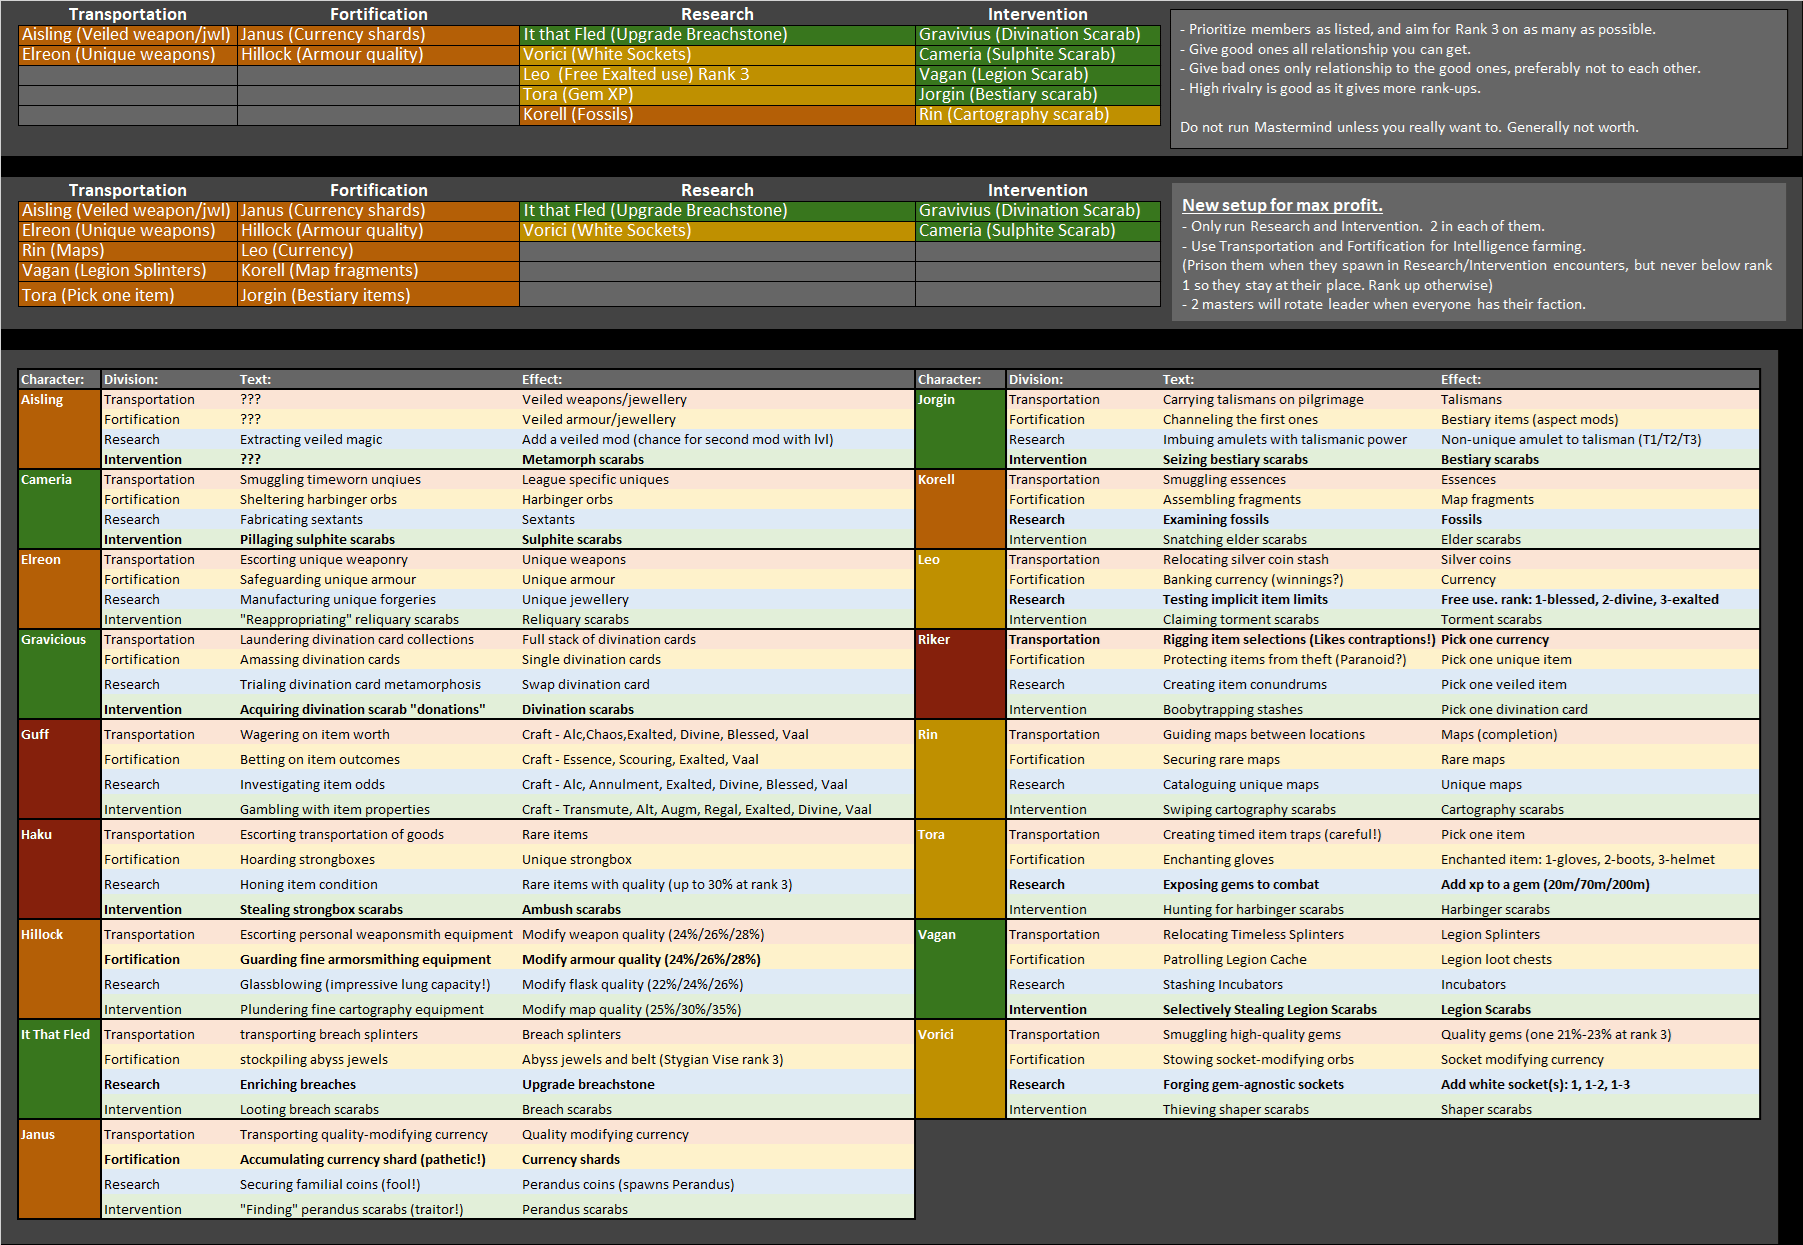 Transportation Fortification Research Intervention
Aisling (Veiled weapon/jwl) Janus (Currency shards) It that Fled (Upgrade Breachstone) Gravivius (Divination Scarab)
Elreon (Unique weapons) Hillock (Armour quality) Vorici (White Sockets) Cameria (Sulphite Scarab)
Leo (Free Exalted use) Rank 3 Vagan (Legion Scarab)
Tora (Gem XP) Jorgin (Bestiary scarab)
Korell (Fossils) Rin (Cartography scarab)
- Prioritize members as listed, and aim for Rank 3 on as many as possible.
- Give good ones all relationship you can get.
- Give bad ones only relationship to the good ones, preferably not to each other.
- High rivalry is good as it gives more rank-ups.
Do not run Mastermind unless you really want to. Generally not worth.
Transportation Fortification Research Intervention
Aisling (Veiled weapon/jwl) Janus (Currency shards) It that Fled (Upgrade Breachstone) Gravivius (Divination Scarab)
Elreon (Unique weapons) Hillock (Armour quality) Vorici (White Sockets) Cameria (Sulphite Scarab)
Rin (Maps) Leo (Currency)
Vagan (Legion Splinters) Korell (Map fragments)
Tora (Pick one item) Jorgin (Bestiary items)
New setup for max profit.
- Only run Research and Intervention. 2 in each of them.
- Use Transportation and Fortification for Intelligence farming.
(Prison them when they spawn in Research/Intervention encounters, but never below rank
1 so they stay at their place. Rank up otherwise)
- 2 masters will rotate leader when everyone has their faction.
Character: Division: Text: Effect:
Aisling Transportation ??? Veiled weapons/jewellery
Fortification ??? Veiled armour/jewellery
Research Extracting veiled magic Add a veiled mod (chance for second mod with lvl)
Intervention ??? Metamorph scarabs
Cameria Transportation Smuggling timeworn unqiues League specific uniques
Fortification Sheltering harbinger orbs Harbinger orbs
Research Fabricating sextants Sextants
Intervention Pillaging sulphite scarabs Sulphite scarabs
Elreon Transportation Escorting unique weaponry Unique weapons
Fortification Safeguarding unique armour Unique armour
Research Manufacturing unique forgeries Unique jewellery
Intervention "Reappropriating" reliquary scarabs Reliquary scarabs
Gravicious Transportation Laundering divination card collections Full stack of divination cards
Fortification Amassing divination cards Single divination cards
Research Trialing divination card metamorphosis Swap divination card
Intervention Acquiring divination scarab "donations" Divination scarabs
Guff Transportation Wagering on item worth Craft - Alc,Chaos,Exalted, Divine, Blessed, Vaal
Fortification Betting on item outcomes Craft - Essence, Scouring, Exalted, Vaal
Research Investigating item odds Craft - Alc, Annulment, Exalted, Divine, Blessed, Vaal
Intervention Gambling with item properties Craft - Transmute, Alt, Augm, Regal, Exalted, Divine, Vaal
Haku Transportation Escorting transportation of goods Rare items
Fortification Hoarding strongboxes Unique strongbox
Research Honing item condition Rare items with quality (up to 30% at rank 3)
Intervention Stealing strongbox scarabs Ambush scarabs
Hillock Transportation Escorting personal weaponsmith equipment Modify weapon quality (24%/26%/28%)
Fortification Guarding fine armorsmithing equipment Modify armour quality (24%/26%/28%)
Research Glassblowing (impressive lung capacity!) Modify flask quality (22%/24%/26%)
Intervention Plundering fine cartography equipment Modify map quality (25%/30%/35%)
It That Fled Transportation transporting breach splinters Breach splinters
Fortification stockpiling abyss jewels Abyss jewels and belt (Stygian Vise rank 3)
Research Enriching breaches Upgrade breachstone
Intervention Looting breach scarabs Breach scarabs
Janus Transportation Transporting quality-modifying currency Quality modifying currency
Fortification Accumulating currency shard (pathetic!) Currency shards
Research Securing familial coins (fool!) Perandus coins (spawns Perandus)
Intervention "Finding" perandus scarabs (traitor!) Perandus scarabs
Character: Division: Text: Effect:
Jorgin Transportation Carrying talismans on pilgrimage Talismans
Fortification Channeling the first ones Bestiary items (aspect mods)
Research Imbuing amulets with talismanic power Non-unique amulet to talisman (T1/T2/T3)
Intervention Seizing bestiary scarabs Bestiary scarabs
Korell Transportation Smuggling essences Essences
Fortification Assembling fragments Map fragments
Research Examining fossils Fossils
Intervention Snatching elder scarabs Elder scarabs
Leo Transportation Relocating silver coin stash Silver coins
Fortification Banking currency (winnings?) Currency
Research Testing implicit item limits Free use. rank: 1-blessed, 2-divine, 3-exalted
Intervention Claiming torment scarabs Torment scarabs
Riker Transportation Rigging item selections (Likes contraptions!) Pick one currency
Fortification Protecting items from theft (Paranoid?) Pick one unique item
Research Creating item conundrums Pick one veiled item
Intervention Boobytrapping stashes Pick one divination card
Rin Transportation Guiding maps between locations Maps (completion)
Fortification Securing rare maps Rare maps
Research Cataloguing unique maps Unique maps
Intervention Swiping cartography scarabs Cartography scarabs
Tora Transportation Creating timed item traps (careful!) Pick one item
Fortification Enchanting gloves Enchanted item: 1-gloves, 2-boots, 3-helmet
Research Exposing gems to combat Add xp to a gem (20m/70m/200m)
Intervention Hunting for harbinger scarabs Harbinger scarabs
Vagan Transportation Relocating Timeless Splinters Legion Splinters
Fortification Patrolling Legion Cache Legion loot chests
Research Stashing Incubators Incubators
Intervention Selectively Stealing Legion Scarabs Legion Scarabs
Vorici Transportation Smuggling high-quality gems Quality gems (one 21%-23% at rank 3)
Fortification Stowing socket-modifying orbs Socket modifying currency
Research Forging gem-agnostic sockets Add white socket(s): 1, 1-2, 1-3
Intervention Thieving shaper scarabs Shaper scarabs